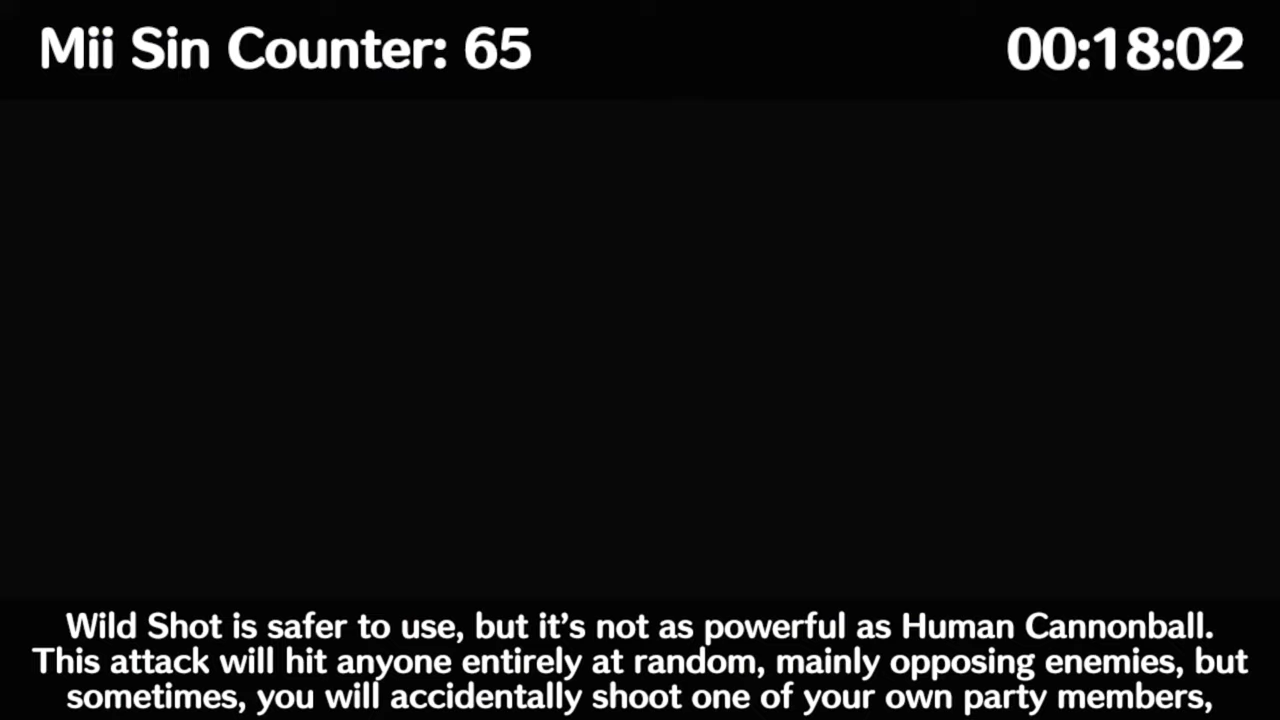 Mii Sin Counter: 65
00:18:02
Wild Shot is safer to use, but it’s not as powerful as Human Cannonball.
This attack will hit anyone entirely at random, mainly opposing enemies, but
sometimes, you will accidentally shoot one of your own party members,